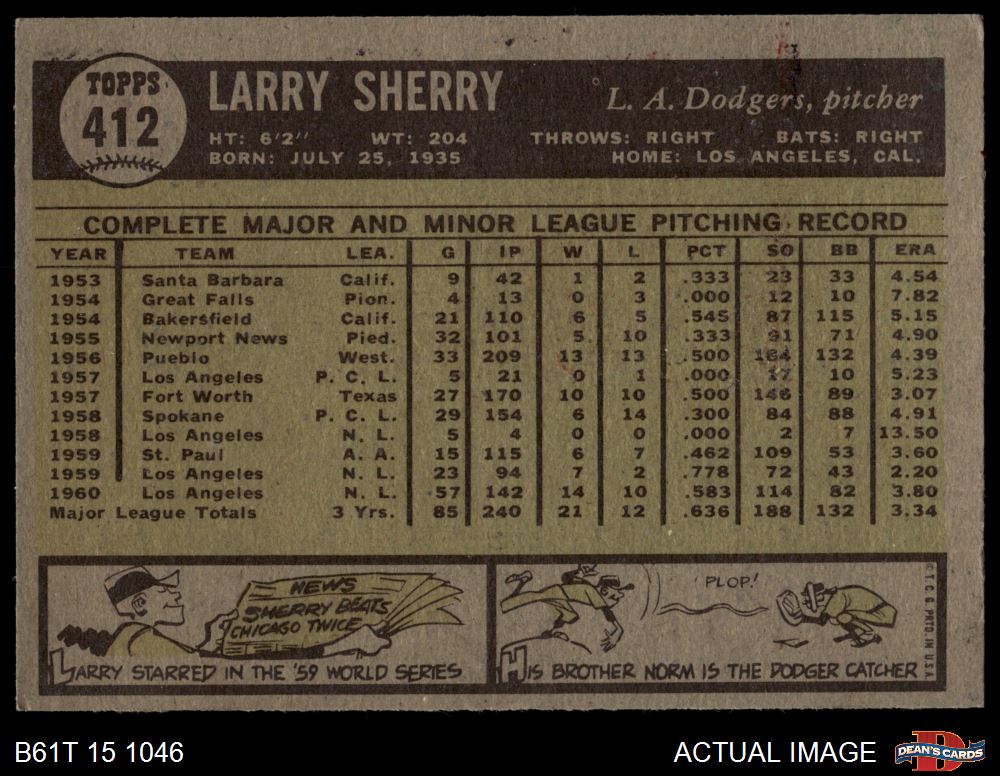 TOPPS
412
LARRY SHERRY
L. A. Dodgers, pitcher
HT: 6'2'' WT: 204 THROWS: RIGHT BATS: RIGHT
BORN: JULY 25, 1935 HOME: LOS ANGELES, CAL.
COMPLETE MAJOR AND MINOR LEAGUE PITCHING RECORD
YEAR TEAM LEA. G IP W L PCT SO BB ERA
1953 Santa Barbara Calif. 9 42 1 2 .333 23 33 4.54
1954 Great Falls Pion. 4 13 0 3 .000 12 10 7.82
1954 Bakersfield Calif. 21 110 6 5 .545 87 115 5.15
1955 Newport News Pied. 32 101 5 10 .333 91 71 4.90
1956 Pueblo West. 33 209 13 13 .500 184 132 4.39
1957 Los Angeles P. C. L. 5 21 0 1 .000 17 10 5.23
1957 Fort Worth Texas 27 170 10 10 .500 146 89 3.07
1958 Spokane P. C. L. 29 154 6 14 .300 84 88 4.91
1958 Los Angeles N. L. 5 4 0 0 .000 2 7 13.50
1959 St. Paul A. A. 15 115 6 7 .462 109 53 3.60
1959 Los Angeles N. L. 23 94 7 2 .778 72 43 2.20
1960 Los Angeles N. L. 57 142 14 10 .583 114 82 3.80
Major League Totals 3 Yrs. 85 240 21 12 .636 188 132 3.34
NEWS
SHERRY BEATS
CHICAGO TWICE
LARRY STARRED IN THE '59 WORLD SERIES
PLOP!
HIS BROTHER NORM IS THE DODGER CATCHER
© T. C. G. PRTD. IN U.S.A.
B61T 15 1046
ACTUAL IMAGE
DEAN'S CARDS